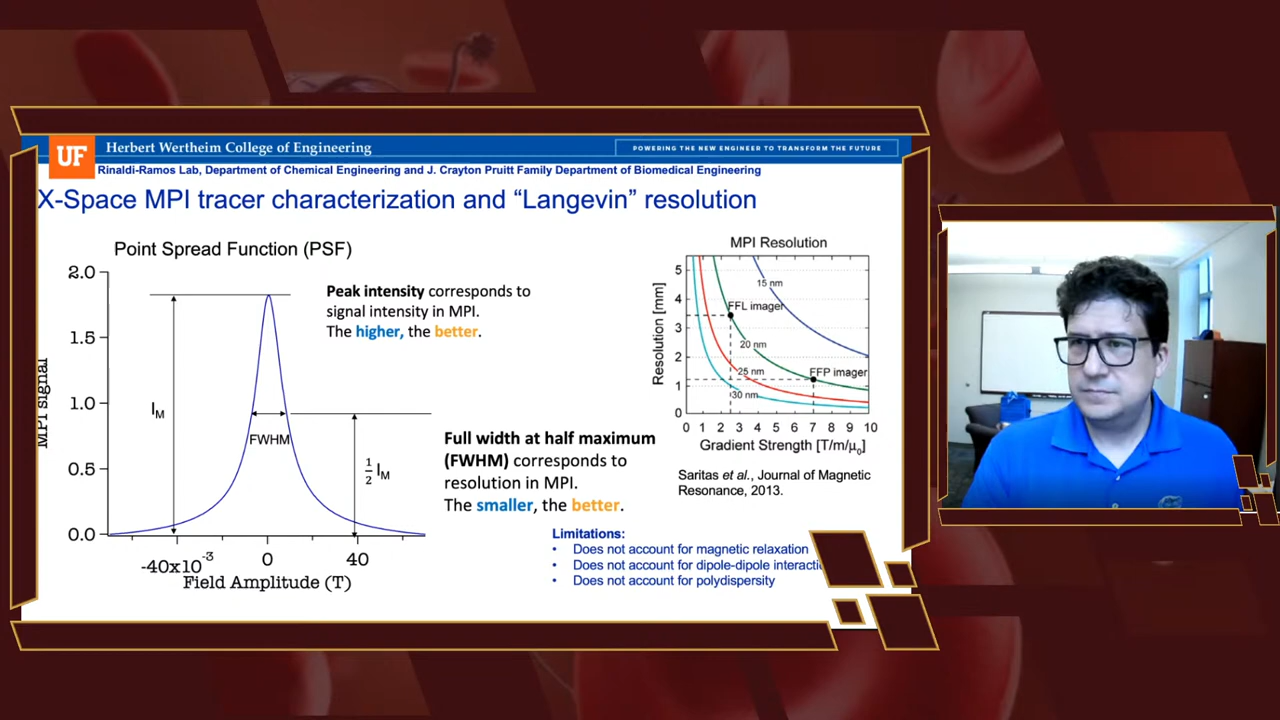 UF
Herbert Wertheim College of Engineering
POWERING THE NEW ENGINEER TO TRANSFORM THE FUTURE
Rinaldi-Ramos Lab, Department of Chemical Engineering and J. Crayton Pruitt Family Department of Biomedical Engineering
X-Space MPI tracer characterization and “Langevin” resolution
Point Spread Function (PSF)
2.0
1.5
1.0
0.5
0.0
MPI signal
-40x10⁻³
0
40
Field Amplitude (T)
I_M
FWHM
1/2 I_M
Peak intensity corresponds to
signal intensity in MPI.
The higher, the better.
Full width at half maximum
(FWHM) corresponds to
resolution in MPI.
The smaller, the better.
MPI Resolution
5
4
3
2
1
0
Resolution [mm]
15 nm
FFL imager
20 nm
25 nm
FFP imager
30 nm
0 1 2 3 4 5 6 7 8 9 10
Gradient Strength [T/m/μ₀]
Saritas et al., Journal of Magnetic
Resonance, 2013.
Limitations:
• Does not account for magnetic relaxation
• Does not account for dipole-dipole interacti
• Does not account for polydispersity